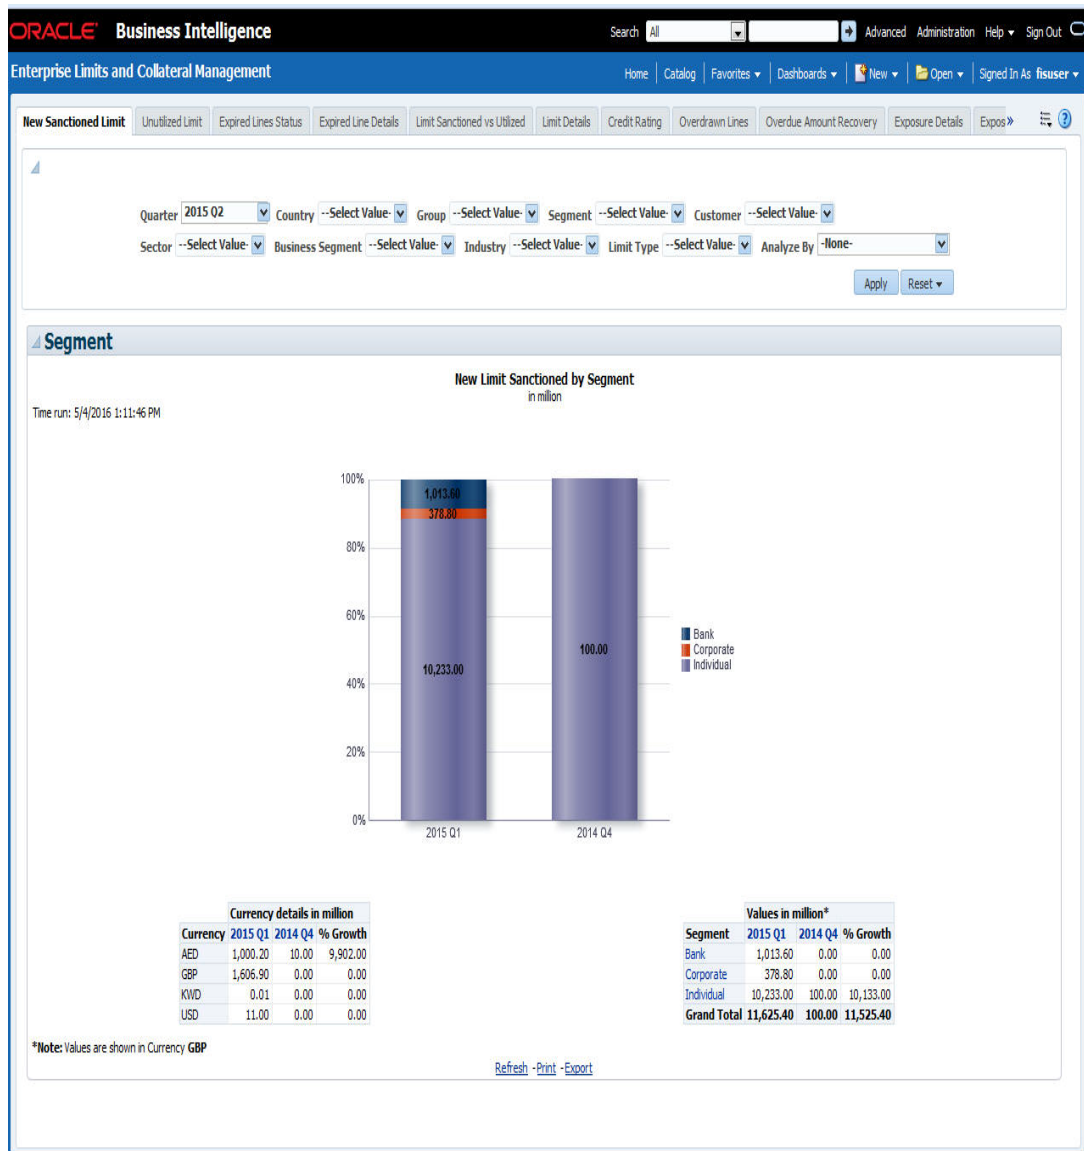 ORACLE Business Intelligence Search All Advanced Administration Help Sign Out
Enterprise Limits and Collateral Management Home Catalog Favorites Dashboards New Open Signed In As fisuser
New Sanctioned Limit Unutilized Limit Expired Lines Status Expired Line Details Limit Sanctioned vs Utilized Limit Details Credit Rating Overdrawn Lines Overdue Amount Recovery Exposure Details Expos»
Quarter 2015 Q2 Country --Select Value- Group --Select Value- Segment --Select Value- Customer --Select Value-
Sector --Select Value- Business Segment --Select Value- Industry --Select Value- Limit Type --Select Value- Analyze By -None-
Apply Reset
Segment
New Limit Sanctioned by Segment
in million
Time run: 5/4/2016 1:11:46 PM
100%
1,013.60
378.80
80%
60%
Bank
100.00
Corporate
Individual
10,233.00
40%
20%
0%
2015 Q1 2014 Q4
Currency details in million
Currency 2015 Q1 2014 Q4 % Growth
AED 1,000.20 10.00 9,902.00
GBP 1,606.90 0.00 0.00
KWD 0.01 0.00 0.00
USD 11.00 0.00 0.00
Values in million*
Segment 2015 Q1 2014 Q4 % Growth
Bank 1,013.60 0.00 0.00
Corporate 378.80 0.00 0.00
Individual 10,233.00 100.00 10,133.00
Grand Total 11,625.40 100.00 11,525.40
*Note: Values are shown in Currency GBP
Refresh -Print -Export